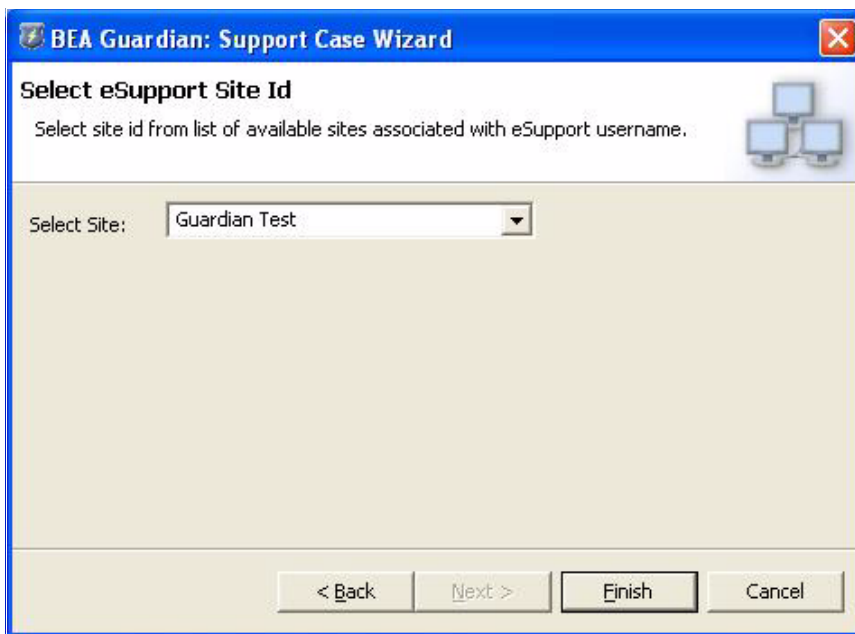 BEA Guardian: Support Case Wizard
Select eSupport Site Id
Select site id from list of available sites associated with eSupport username.
Select Site: Guardian Test
< Back Next > Finish Cancel